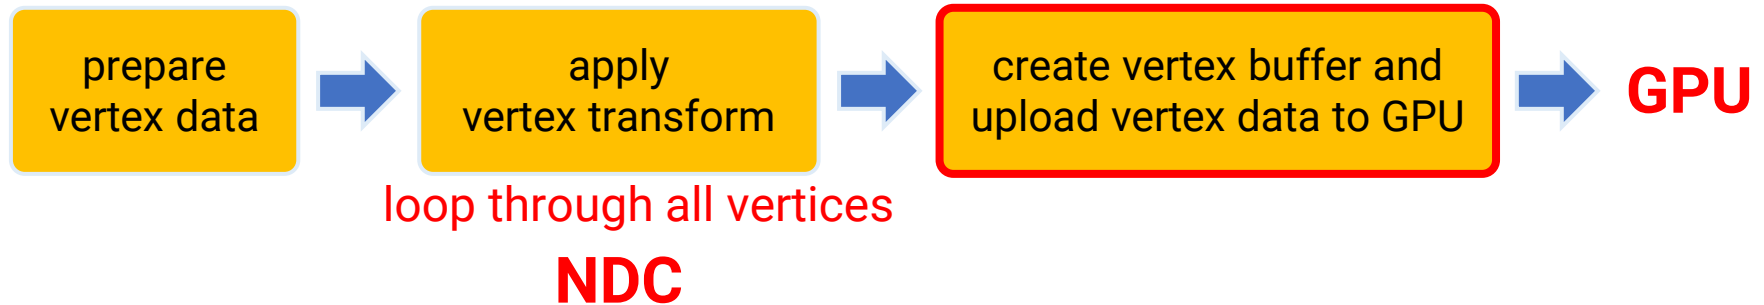 prepare
vertex data
apply
vertex transform
create vertex buffer and
upload vertex data to GPU
GPU
loop through all vertices
NDC